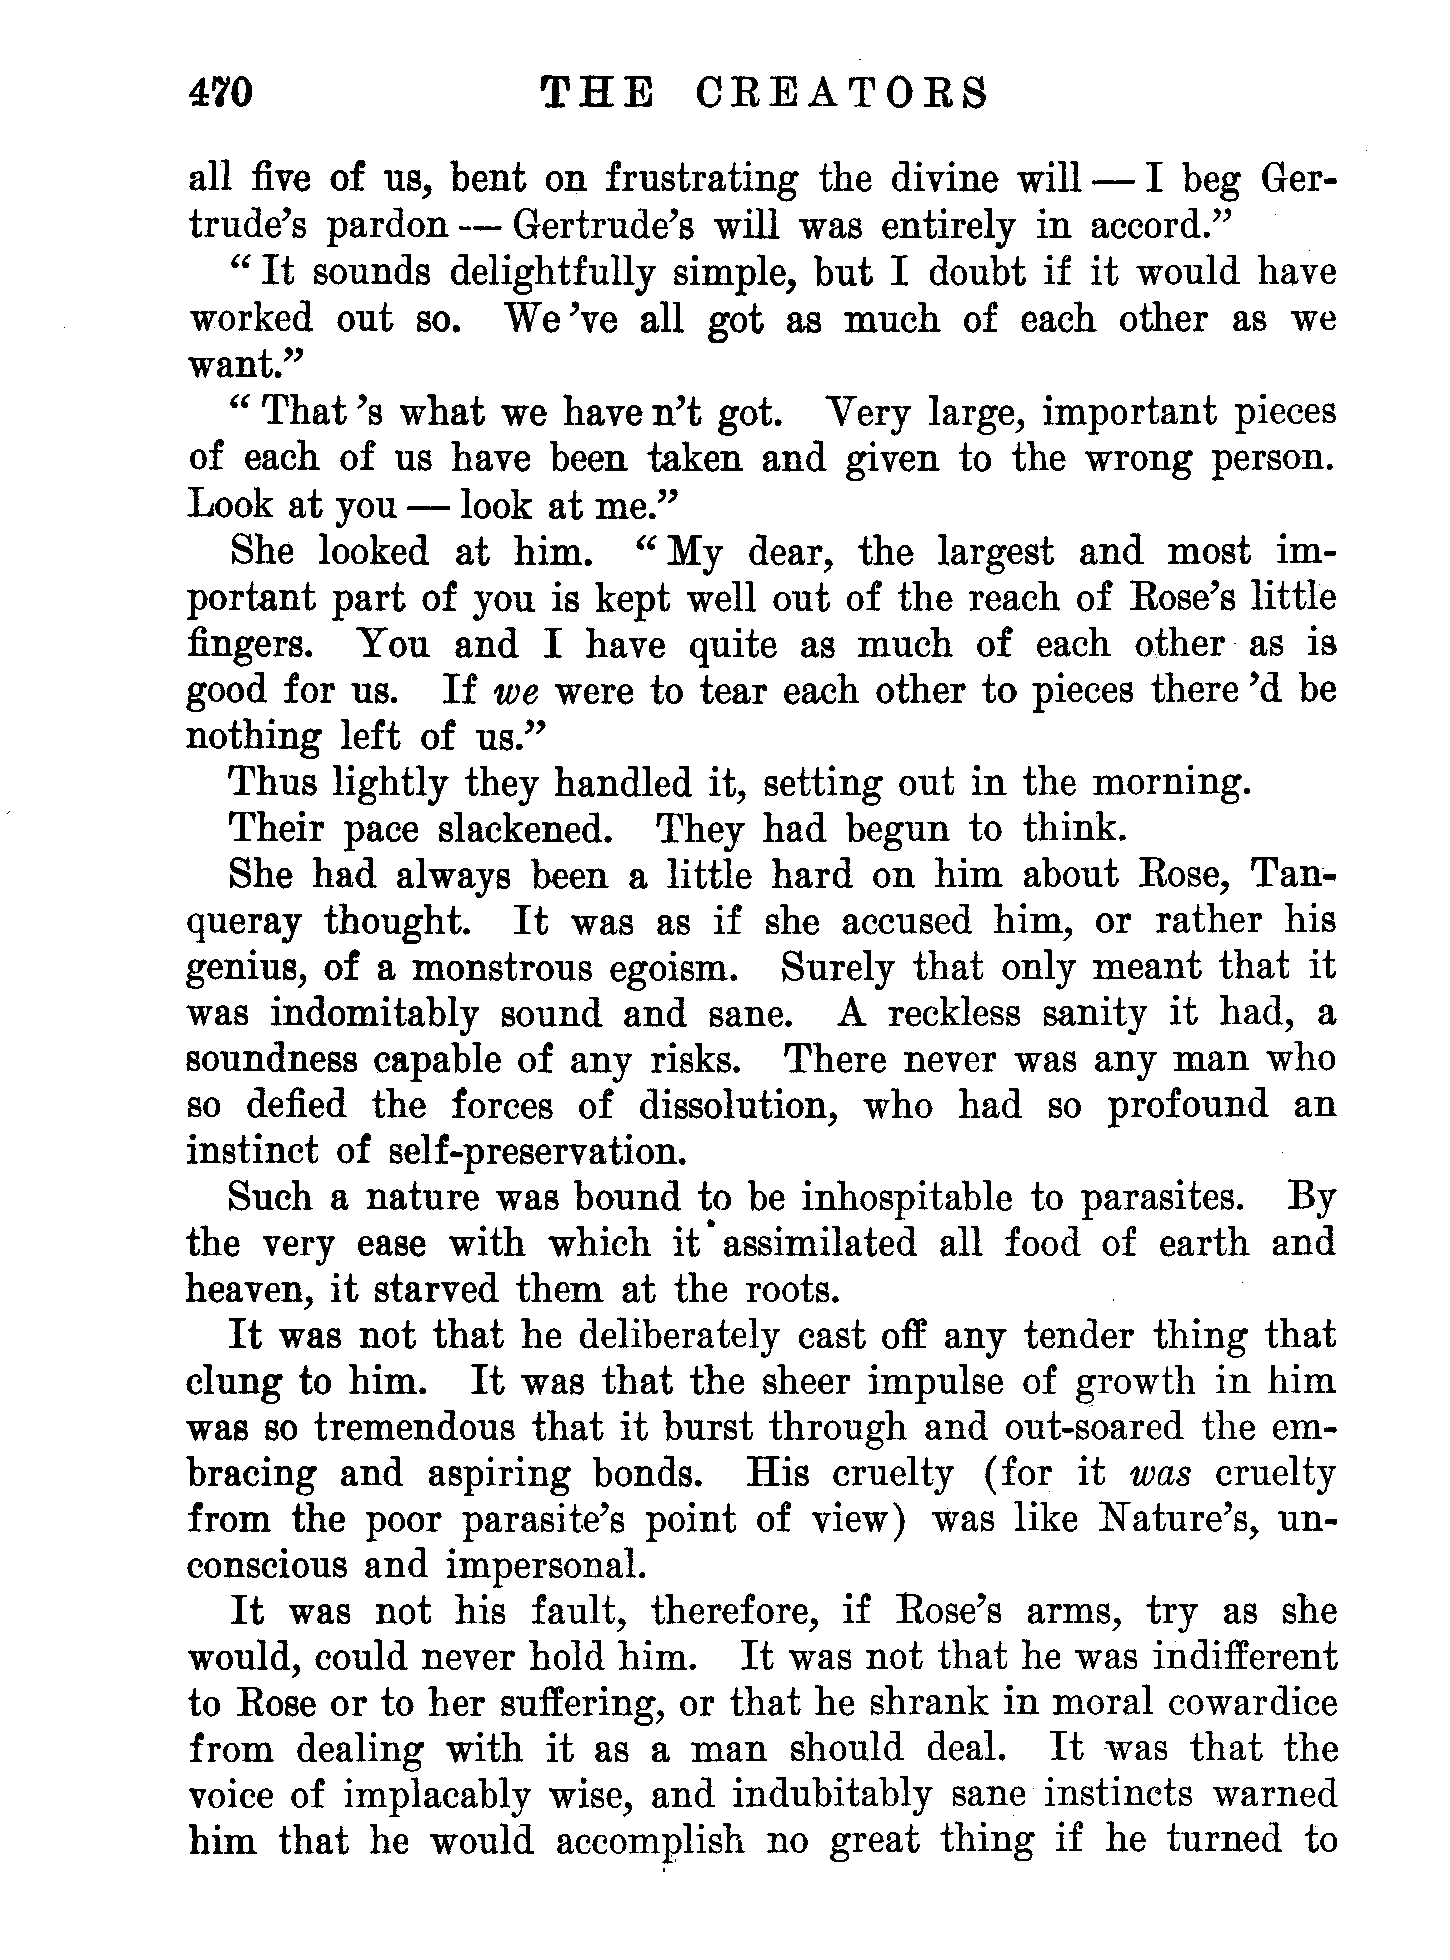 470 THE CREATORS
all five of us, bent on frustrating the divine will — I beg Ger-
trude's pardon — Gertrude's will was entirely in accord."
"It sounds delightfully simple, but I doubt if it would have
worked out so. We 've all got as much of each other as we
want."
"That 's what we have n't got. Very large, important pieces
of each of us have been taken and given to the wrong person.
Look at you — look at me."
She looked at him. "My dear, the largest and most im-
portant part of you is kept well out of the reach of Rose's little
fingers. You and I have quite as much of each other as is
good for us. If we were to tear each other to pieces there 'd be
nothing left of us."
Thus lightly they handled it, setting out in the morning.
Their pace slackened. They had begun to think.
She had always been a little hard on him about Rose, Tan-
queray thought. It was as if she accused him, or rather his
genius, of a monstrous egoism. Surely that only meant that it
was indomitably sound and sane. A reckless sanity it had, a
soundness capable of any risks. There never was any man who
so defied the forces of dissolution, who had so profound an
instinct of self-preservation.
Such a nature was bound to be inhospitable to parasites. By
the very ease with which it assimilated all food of earth and
heaven, it starved them at the roots.
It was not that he deliberately cast off any tender thing that
clung to him. It was that the sheer impulse of growth in him
was so tremendous that it burst through and out-soared the em-
bracing and aspiring bonds. His cruelty (for it was cruelty
from the poor parasite's point of view) was like Nature's, un-
conscious and impersonal.
It was not his fault, therefore, if Rose's arms, try as she
would, could never hold him. It was not that he was indifferent
to Rose or to her suffering, or that he shrank in moral cowardice
from dealing with it as a man should deal. It was that the
voice of implacably wise, and indubitably sane instincts warned
him that he would accomplish no great thing if he turned to